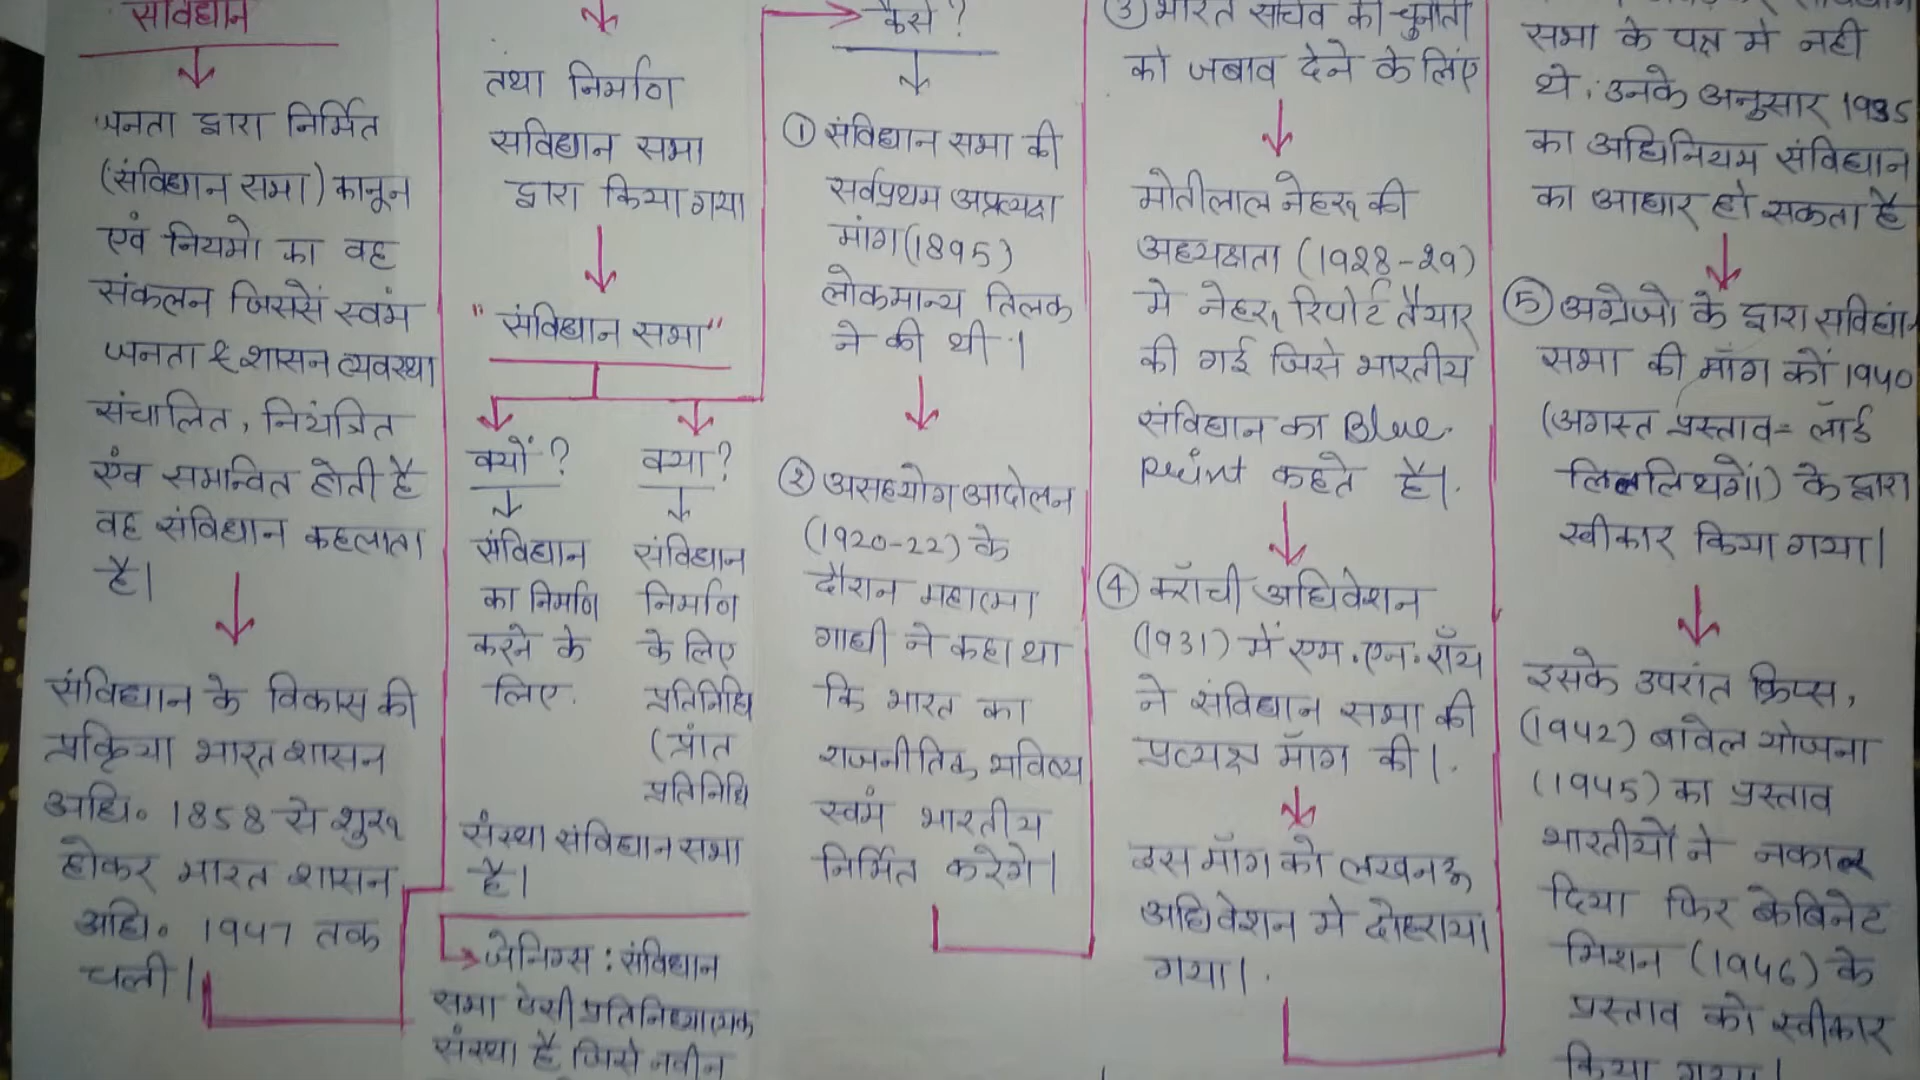 संविधान
जनता द्वारा निर्मित
(संविधान सभा) कानून
एवं नियमो का वह
संकलन जिससें स्वंम
जनता & शासन व्यवस्था
संचालित, नियंत्रित
एंव समन्वित होती है
वह संविधान कहलाता
है।
संविधान के विकास की
प्रक्रिया भारत शासन
अधि० 1858 से शुरू
होकर भारत शासन
अधि० 1947 तक
चली।
तथा निर्माण
सविधान सभा
द्वारा किया गया
"संविधान सभा"
क्यों?
संविधान
का निर्माण
करने के
लिए.
क्या?
संविधान
निर्माण
के लिए
प्रतिनिधि
(प्रांत
प्रतिनिधि
संस्था संविधान सभा
है।
जेनिग्स : संविधान
सभा ऐसी प्रतिनिध्यात्मक
संस्था है जिसे नवीन
कैसे?
① संविधान सभा की
सर्वप्रथम अप्रत्यक्ष
मांग(1895)
लोकमान्य तिलक
ने की थी।
② असहयोग आदोलन
(1920-22) के
दौरान महात्मा
गाधी ने कहा था
कि भारत का
राजनीतिक भविष्य
स्वंम भारतीय
निर्मित करेगे।
③ भारत सचिव की चुनौती
को जबाव देने के लिंए
मोतीलाल नेहरू की
अध्यक्षता (1928-29)
मे नेहरू रिपोर्ट तैयार
की गई जिसे भारतीय
संविधान का Blue
Print कहते है।.
④ कराँची अधिवेशन
(1931) में एम.एन.रॉय
ने संविधान सभा की
प्रत्यक्ष माँग की।.
इस माँग को लखनऊ
अधिवेशन मे दोहराया
गया।.
सभा के पक्ष मे नही
थे, उनके अनुसार 1935
का अधिनियम संविधान
का आधार हो सकता है
⑤ अग्रेजो के द्वारा सविधान
सभा की माँग कों 1940
(अगस्त प्रस्ताव= लॉर्ड
लिनलिथगों) के द्वारा
स्वीकार किया गया।
इसके उपरांत क्रिप्स,
(1942) बावेल योजना
(1945) का प्रस्ताव
भारतीयों ने नकार
दिया फिर केबिनेट
मिशन (1946) के
प्रस्ताव को स्वीकार
किया गया।